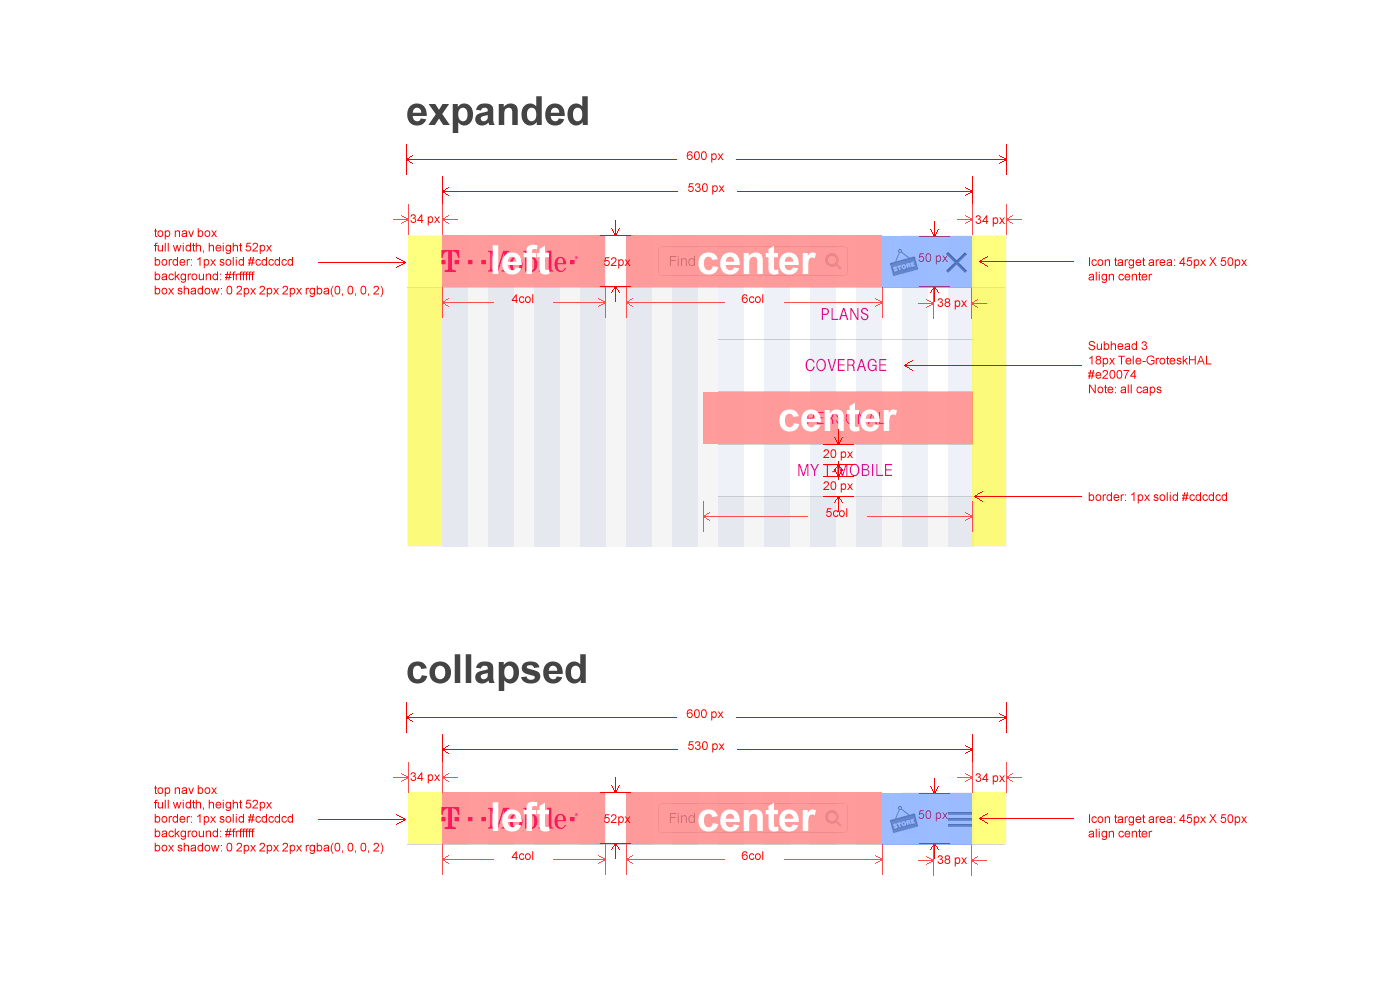 expanded
600 px
530 px
34 px
34 px
top nav box
full width, height 52px
border: 1px solid #cdcdcd
background: #frffffff
box shadow: 0 2px 2px 2px rgba(0, 0, 0, 2)
T··Mobile·
left
52px
Find
center
STORE
50 px
Icon target area: 45px X 50px
align center
4col
6col
38 px
PLANS
Subhead 3
18px Tele-GroteskHAL
#e20074
Note: all caps
COVERAGE
PERSONAL
center
20 px
MY T-MOBILE
20 px
border: 1px solid #cdcdcd
5col
collapsed
600 px
530 px
34 px
34 px
top nav box
full width, height 52px
border: 1px solid #cdcdcd
background: #frffffff
box shadow: 0 2px 2px 2px rgba(0, 0, 0, 2)
T··Mobile·
left
52px
Find
center
STORE
50 px
Icon target area: 45px X 50px
align center
4col
6col
38 px